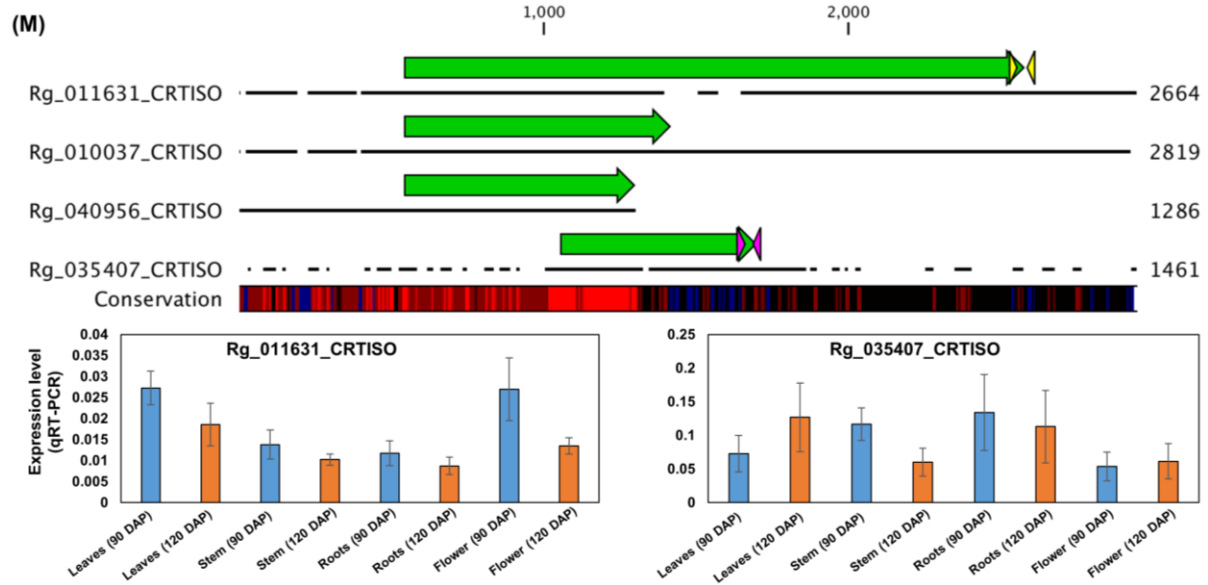 (M)
1,000 2,000
Rg_011631_CRTISO 2664
Rg_010037_CRTISO 2819
Rg_040956_CRTISO 1286
Rg_035407_CRTISO 1461
Conservation
Expression level
(qRT-PCR)
Rg_011631_CRTISO
0.04
0.035
0.03
0.025
0.02
0.015
0.01
0.005
0
Leaves (90 DAP)
Leaves (120 DAP)
Stem (90 DAP)
Stem (120 DAP)
Roots (90 DAP)
Roots (120 DAP)
Flower (90 DAP)
Flower (120 DAP)
Rg_035407_CRTISO
0.25
0.2
0.15
0.1
0.05
0
Leaves (90 DAP)
Leaves (120 DAP)
Stem (90 DAP)
Stem (120 DAP)
Roots (90 DAP)
Roots (120 DAP)
Flower (90 DAP)
Flower (120 DAP)